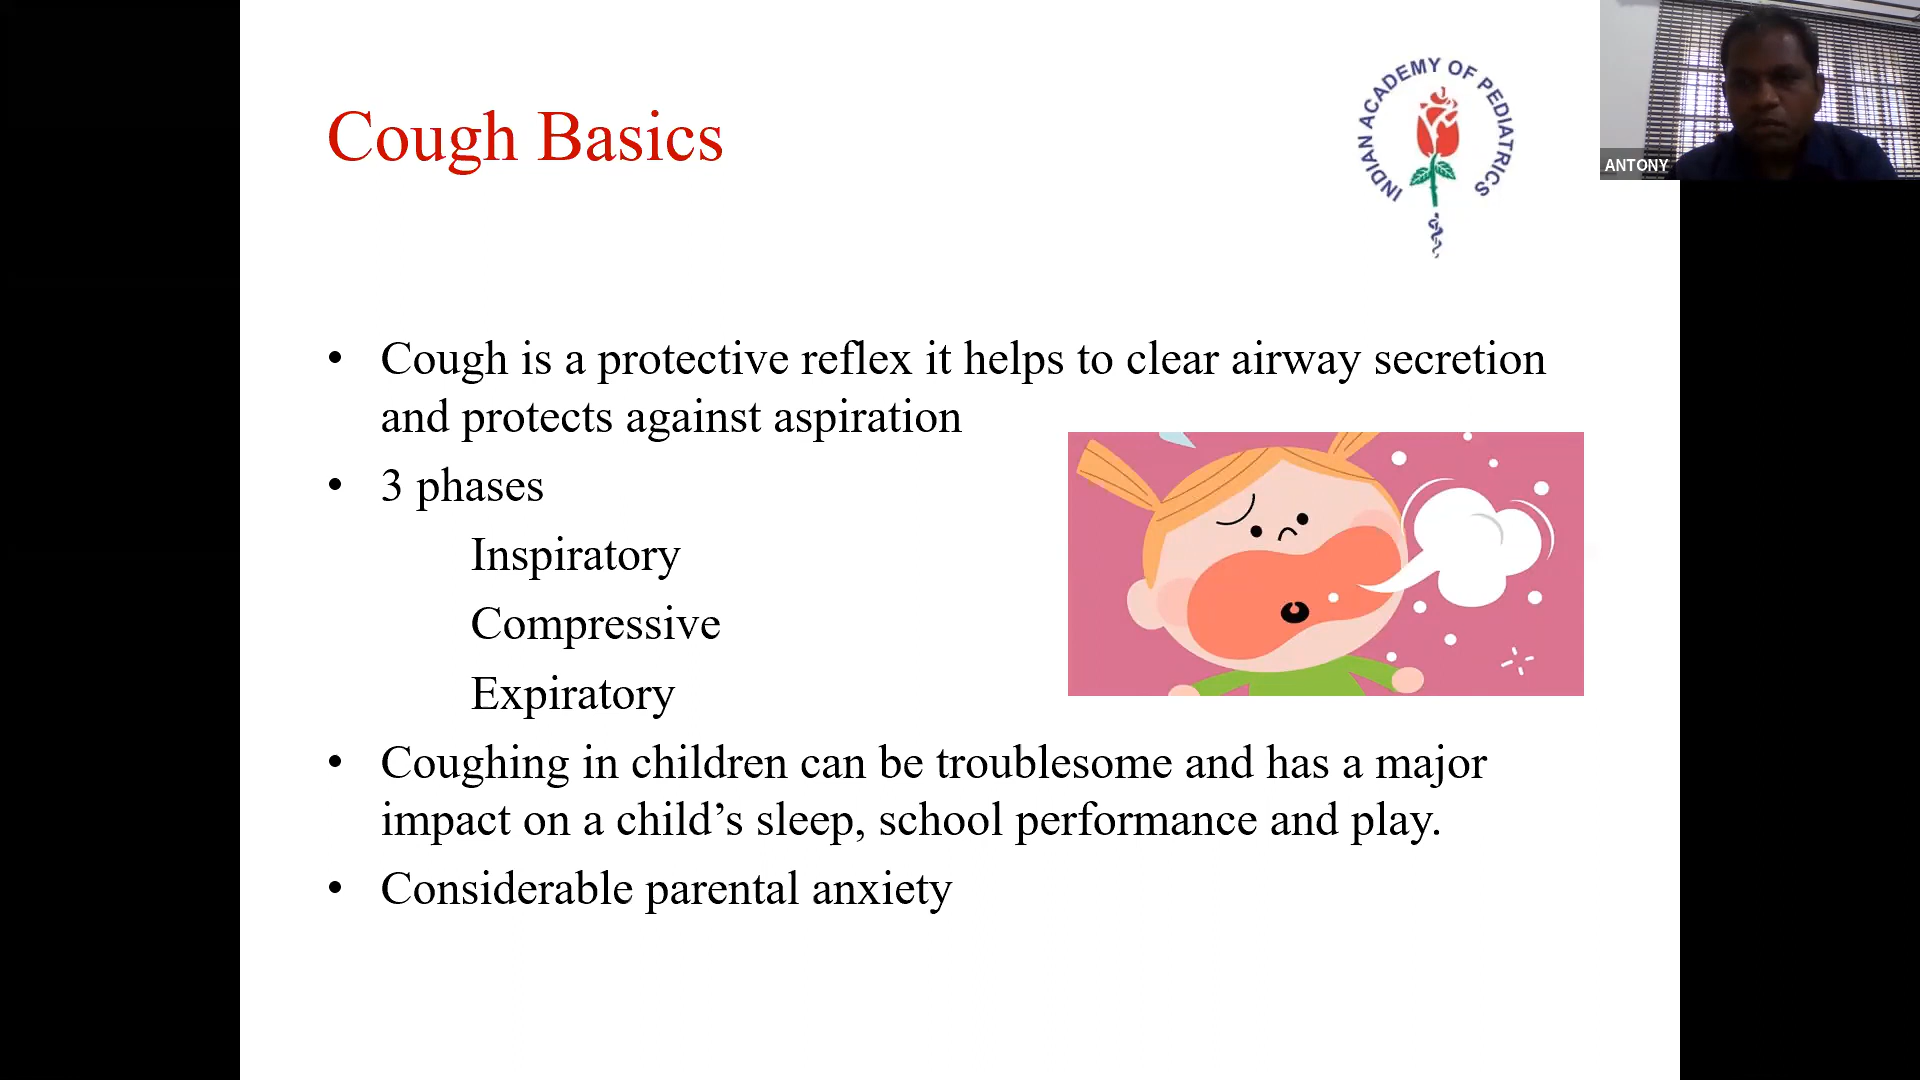 Cough Basics
INDIAN ACADEMY OF PEDIATRICS
ANTONY
• Cough is a protective reflex it helps to clear airway secretion
and protects against aspiration
• 3 phases
Inspiratory
Compressive
Expiratory
• Coughing in children can be troublesome and has a major
impact on a child’s sleep, school performance and play.
• Considerable parental anxiety